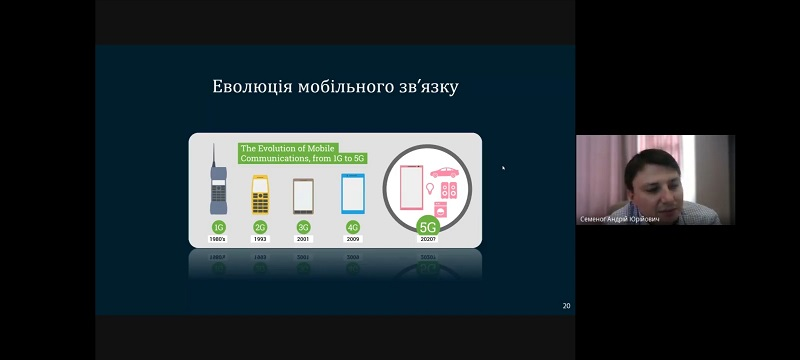 Еволюція мобільного зв’язку
The Evolution of Mobile
Communications, from 1G to 5G
1G
2G
3G
4G
5G
1980's
1993
2001
2009
2020?
20
Семенов Андрій Юрійович